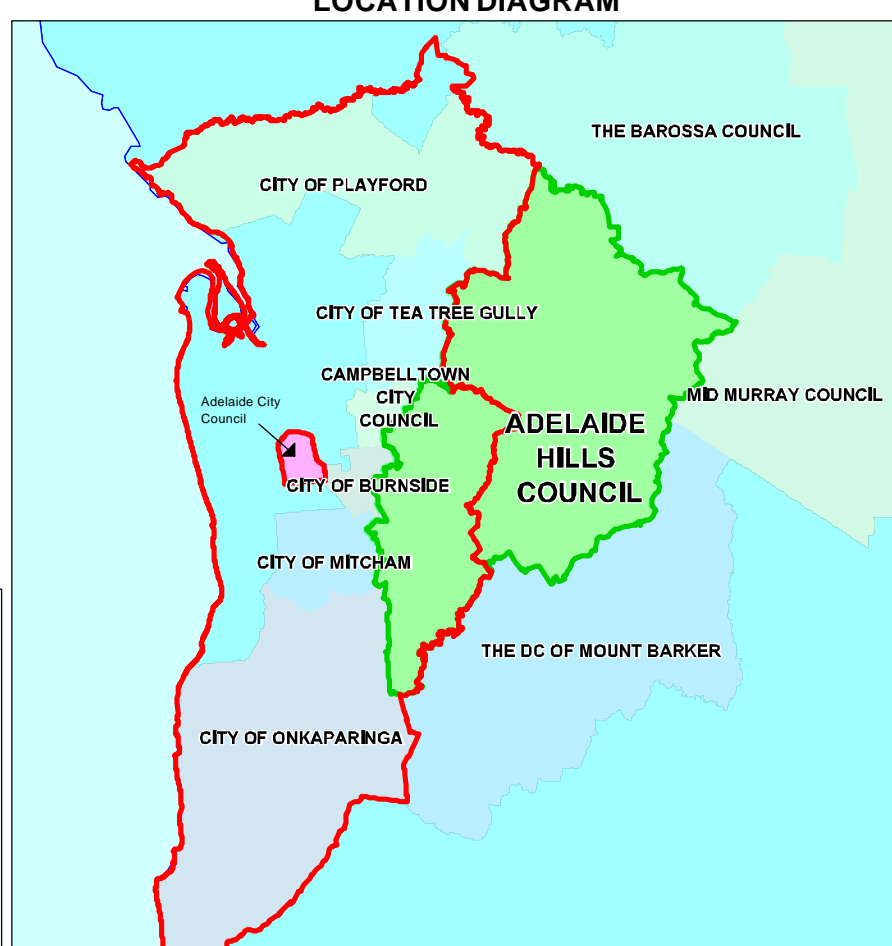 LOCATION DIAGRAM
THE BAROSSA COUNCIL
CITY OF PLAYFORD
CITY OF TEA TREE GULLY
CAMPBELLTOWN
CITY
COUNCIL
MID MURRAY COUNCIL
Adelaide City
Council
ADELAIDE
HILLS
COUNCIL
CITY OF BURNSIDE
CITY OF MITCHAM
THE DC OF MOUNT BARKER
CITY OF ONKAPARINGA